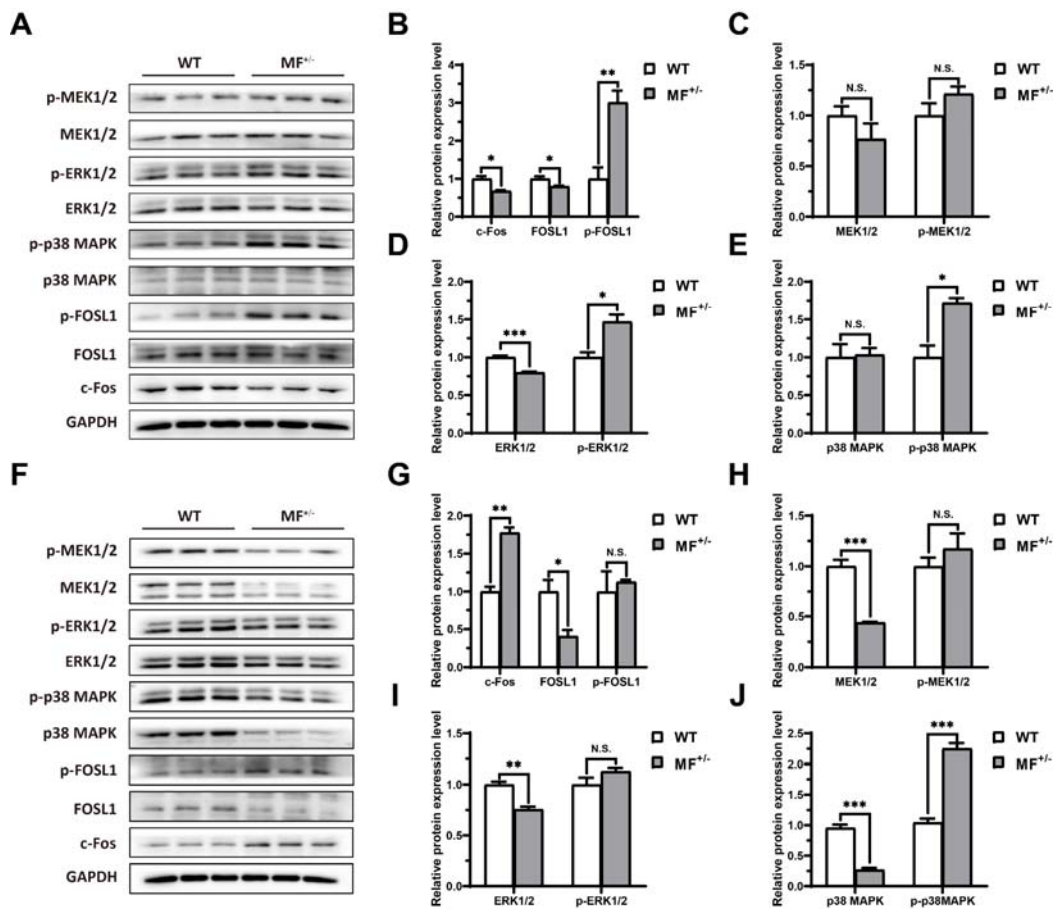 A
WT MF+/-
p-MEK1/2
MEK1/2
p-ERK1/2
ERK1/2
p-p38 MAPK
p38 MAPK
p-FOSL1
FOSL1
c-Fos
GAPDH
B
Relative protein expression level
5
4
3
2
1
0
* * **
c-Fos FOSL1 p-FOSL1
WT
MF+/-
C
Relative protein expression level
1.5
1.0
0.5
0.0
N.S. N.S.
MEK1/2 p-MEK1/2
WT
MF+/-
D
Relative protein expression level
2.0
1.5
1.0
0.5
0.0
*** *
ERK1/2 p-ERK1/2
WT
MF+/-
E
Relative protein expression level
2.0
1.5
1.0
0.5
0.0
N.S. *
p38 MAPK p-p38 MAPK
WT
MF+/-
F
WT MF+/-
p-MEK1/2
MEK1/2
p-ERK1/2
ERK1/2
p-p38 MAPK
p38 MAPK
p-FOSL1
FOSL1
c-Fos
GAPDH
G
Relative protein expression level
2.0
1.5
1.0
0.5
0.0
** * N.S.
c-Fos FOSL1 p-FOSL1
WT
MF+/-
H
Relative protein expression level
1.5
1.0
0.5
0.0
*** N.S.
MEK1/2 p-MEK1/2
WT
MF+/-
I
Relative protein expression level
1.5
1.0
0.5
0.0
** N.S.
ERK1/2 p-ERK1/2
WT
MF+/-
J
Relative protein expression level
2.5
2.0
1.5
1.0
0.5
0.0
*** ***
p38 MAPK p-p38MAPK
WT
MF+/-